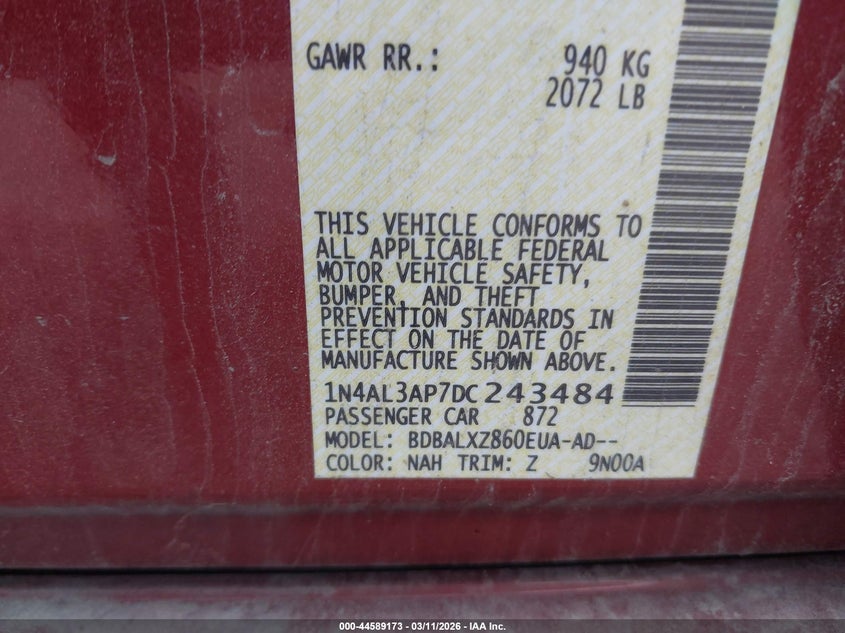 GAWR RR.: 940 KG
2072 LB
THIS VEHICLE CONFORMS TO
ALL APPLICABLE FEDERAL
MOTOR VEHICLE SAFETY,
BUMPER, AND THEFT
PREVENTION STANDARDS IN
EFFECT ON THE DATE OF
MANUFACTURE SHOWN ABOVE.
1N4AL3AP7DC243484
PASSENGER CAR 872
MODEL: BDBALXZ860EUA-AD--
COLOR: NAH TRIM: Z 9N00A
000-44589173 - 03/11/2026 - IAA Inc.